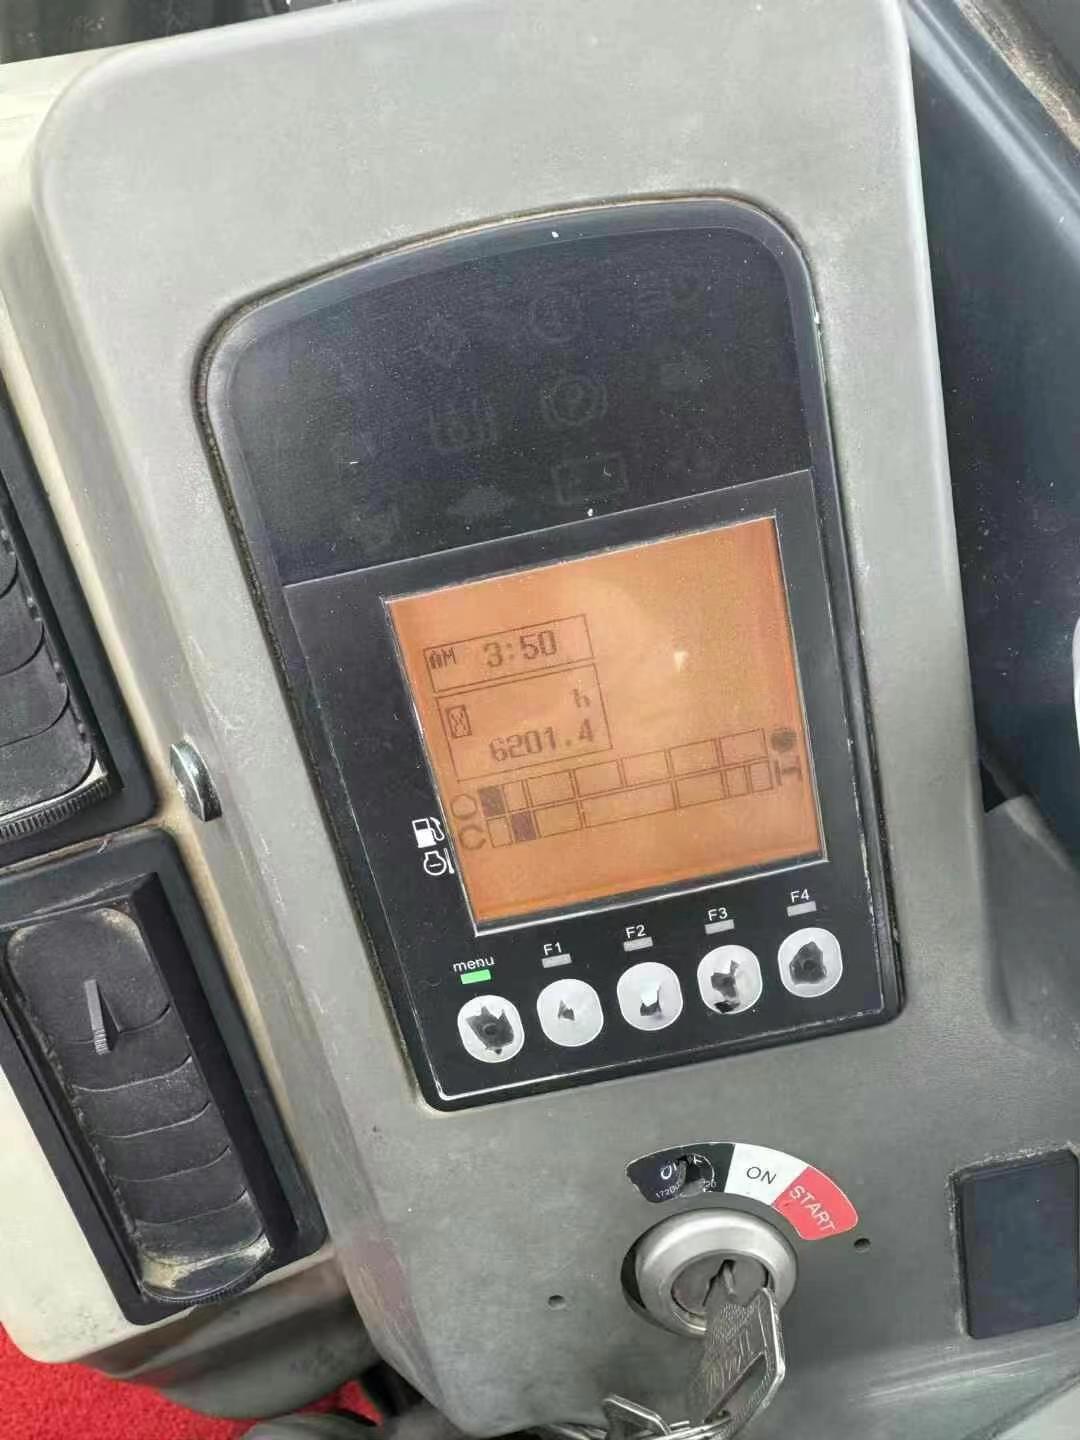 AM 3:50
h
6201.4
H
C
menu F1 F2 F3 F4
ON
START